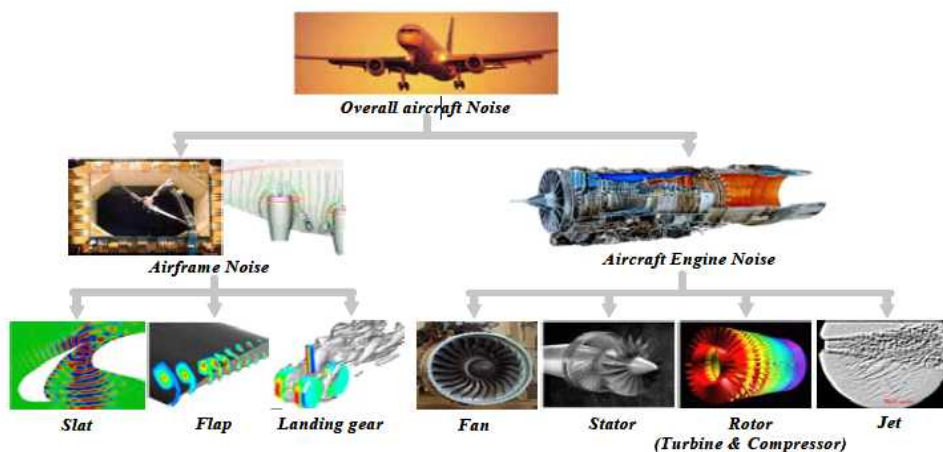 Overall aircraft Noise
Airframe Noise
Aircraft Engine Noise
Slat
Flap
Landing gear
Fan
Stator
Rotor
(Turbine & Compressor)
Jet